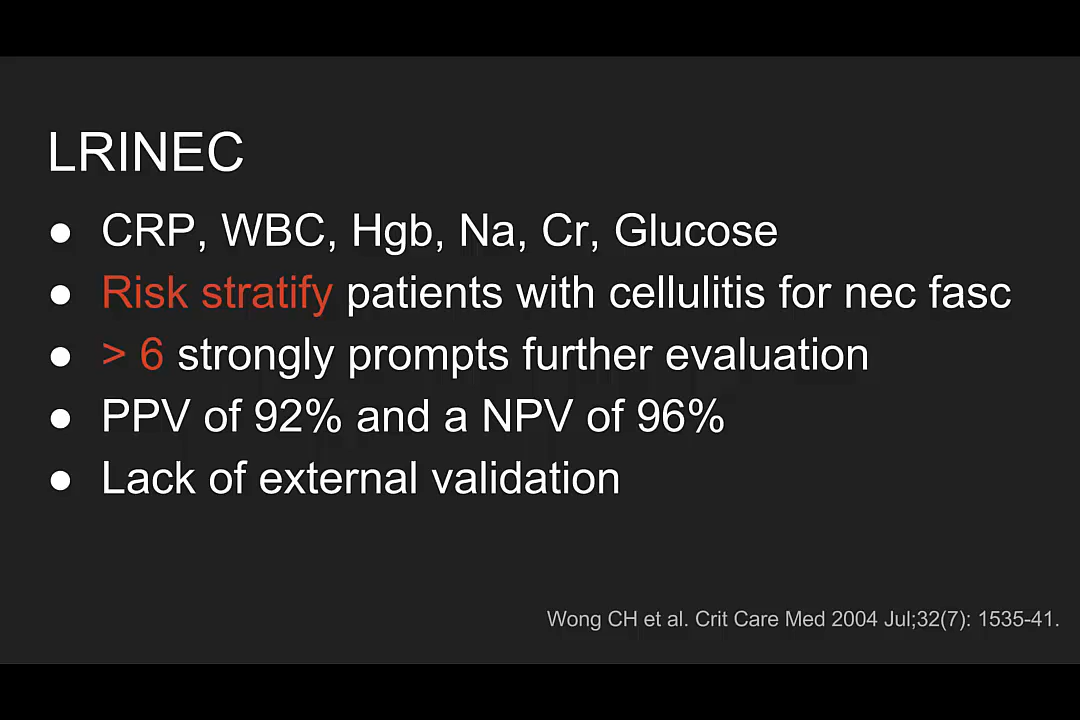 LRINEC
● CRP, WBC, Hgb, Na, Cr, Glucose
● Risk stratify patients with cellulitis for nec fasc
● > 6 strongly prompts further evaluation
● PPV of 92% and a NPV of 96%
● Lack of external validation
Wong CH et al. Crit Care Med 2004 Jul;32(7): 1535-41.